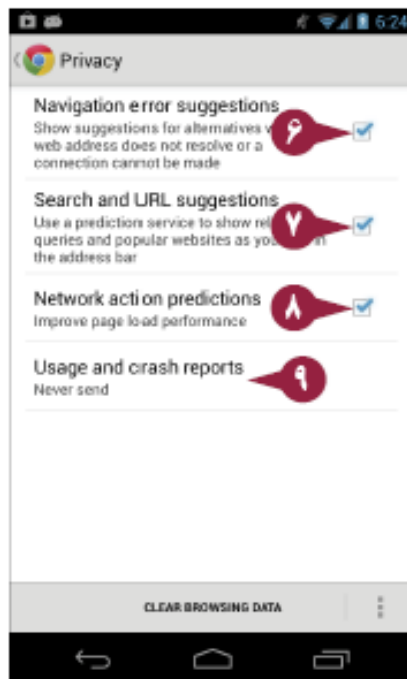 6:24
Privacy
Navigation error suggestions
Show suggestions for alternatives
web address does not resolve or a
connection cannot be made
۶
Search and URL suggestions
Use a prediction service to show
queries and popular websites as
the address bar
۷
Network action predictions
Improve page load performance
۸
Usage and crash reports
Never send
۹
CLEAR BROWSING DATA